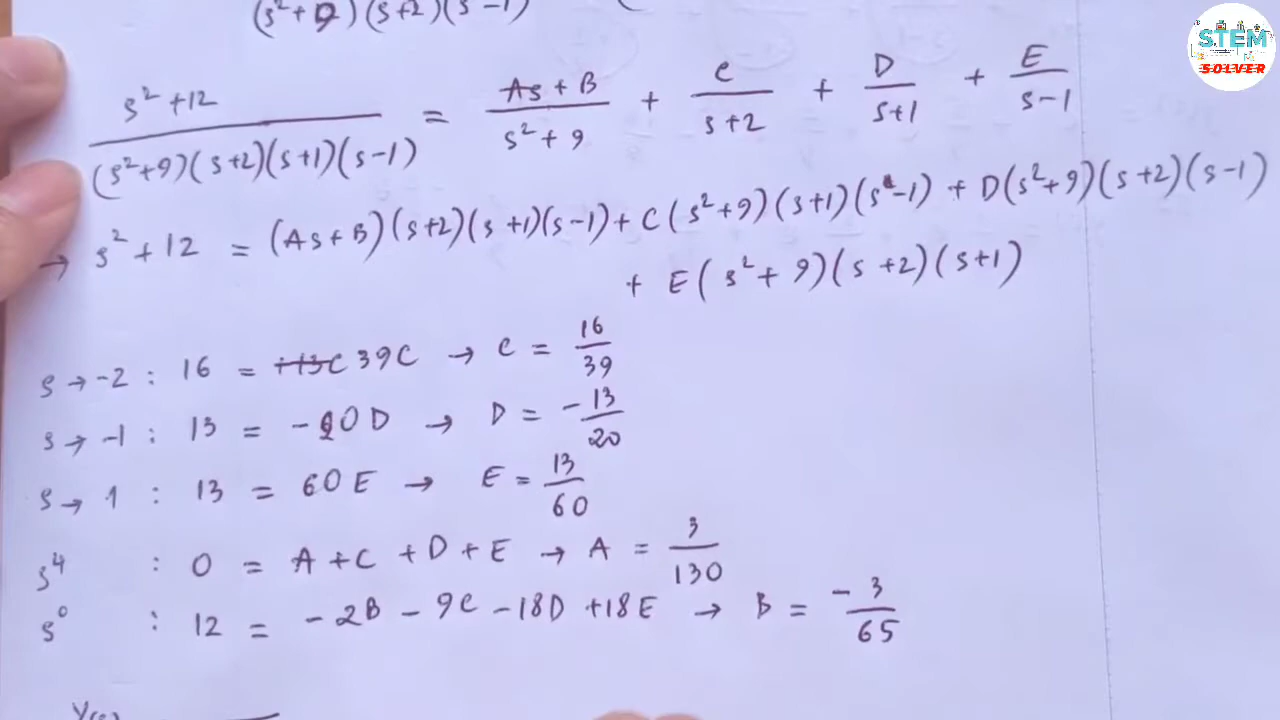 (s²+9)(s+2)(s-1)
STEM
SOLVER
s²+12 / (s²+9)(s+2)(s+1)(s-1) = As+B / s²+9 + C / s+2 + D / s+1 + E / s-1
→ s²+12 = (As+B)(s+2)(s+1)(s-1) + C(s²+9)(s+1)(s-1) + D(s²+9)(s+2)(s-1)
+ E(s²+9)(s+2)(s+1)
s→-2 : 16 = 39C → C = 16/39
s→-1 : 13 = -20D → D = -13/20
s→1 : 13 = 60E → E = 13/60
s⁴ : 0 = A+C+D+E → A = 3/130
s⁰ : 12 = -2B-9C-18D+18E → B = -3/65